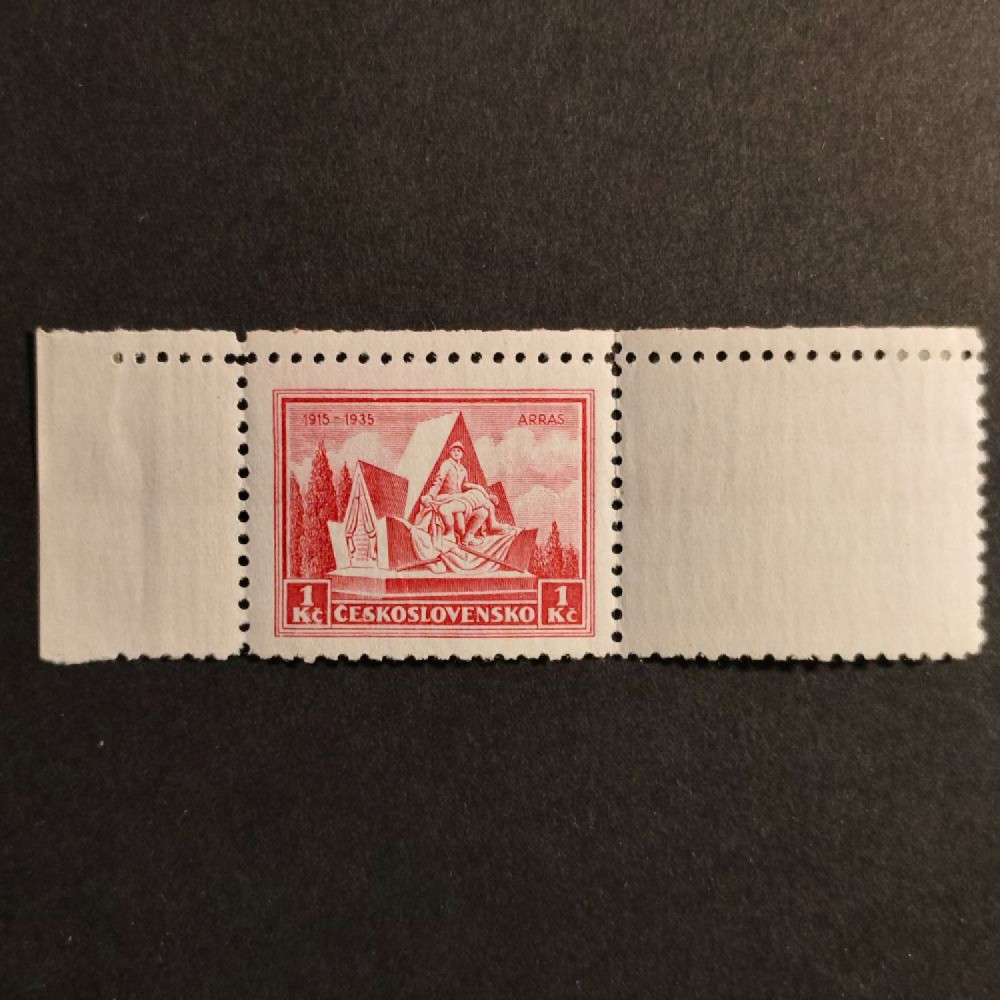 1915-1935 ARRAS
1 Kč ČESKOSLOVENSKO 1 Kč